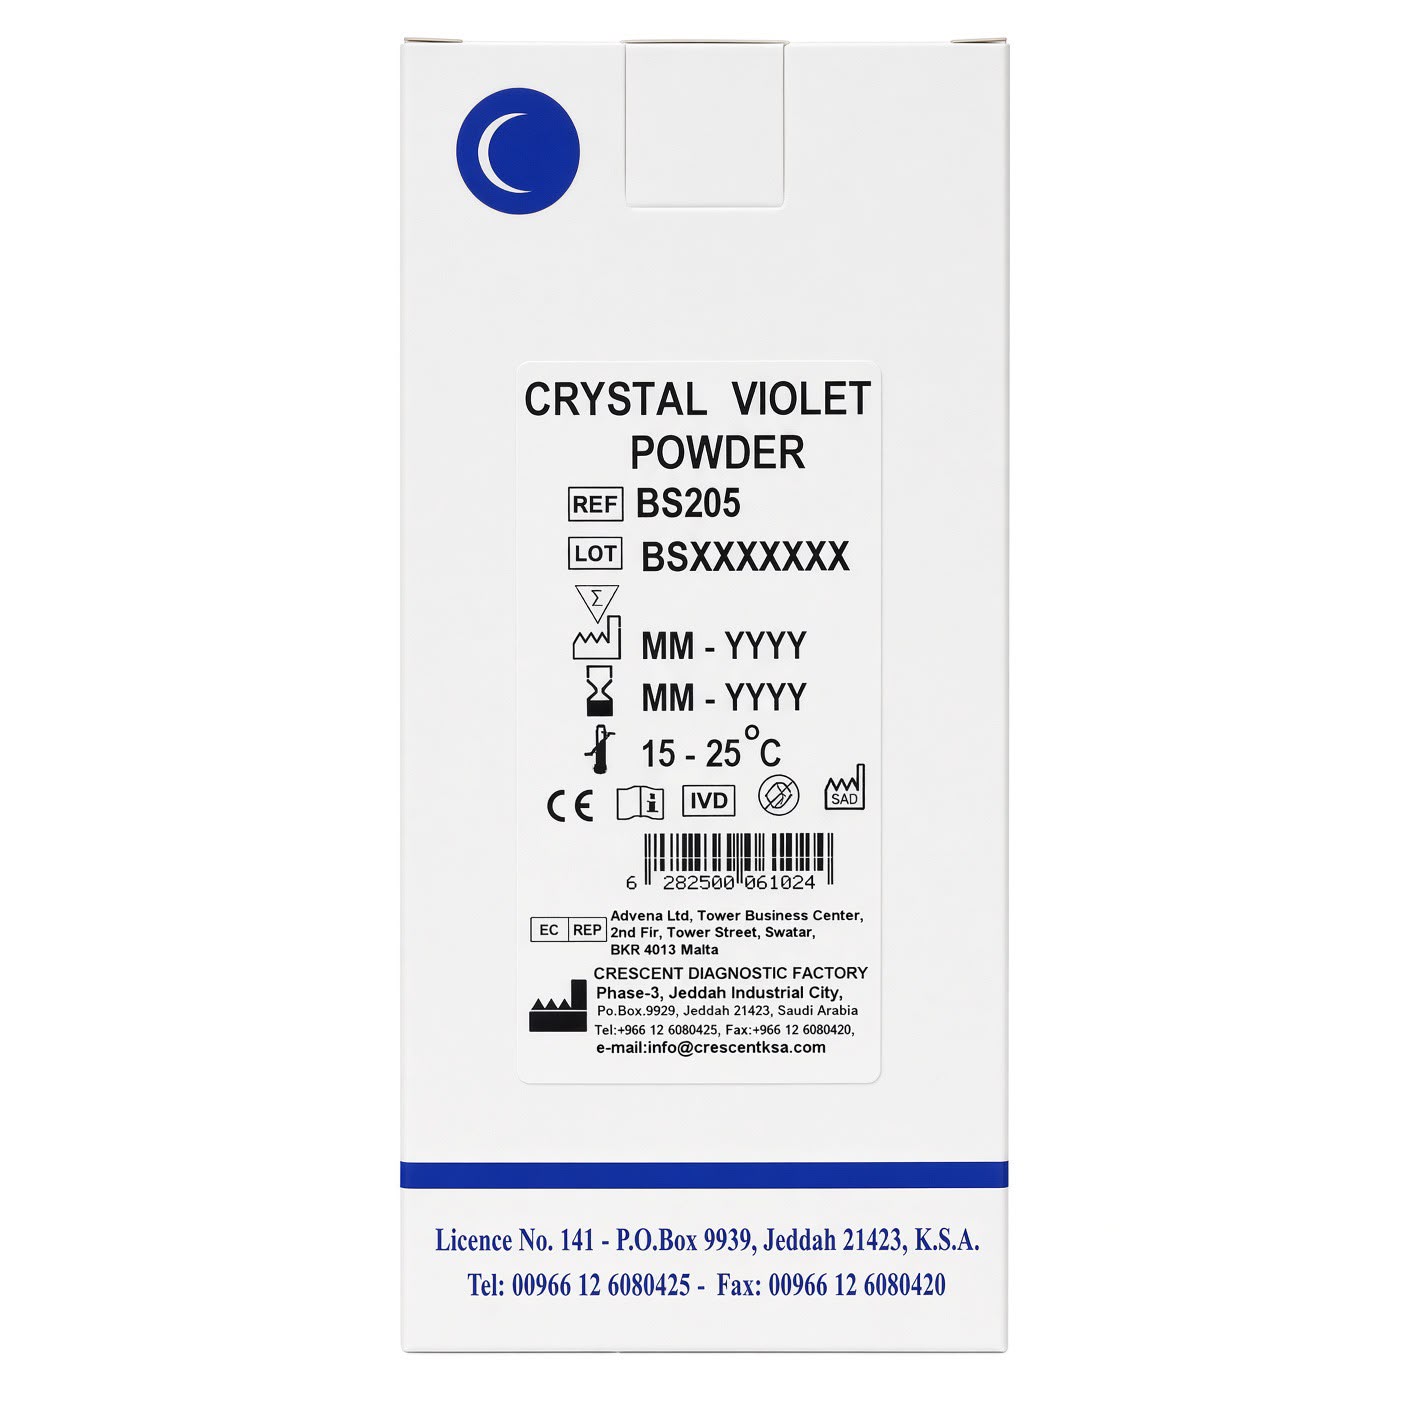 CRYSTAL VIOLET
POWDER
REF BS205
LOT BSXXXXXXX
Σ
MM - YYYY
MM - YYYY
15 - 25°C
CE i IVD SAD
6 282500 061024
EC REP Advena Ltd, Tower Business Center,
2nd Fir, Tower Street, Swatar,
BKR 4013 Malta
CRESCENT DIAGNOSTIC FACTORY
Phase-3, Jeddah Industrial City,
Po.Box.9929, Jeddah 21423, Saudi Arabia
Tel:+966 12 6080425, Fax:+966 12 6080420,
e-mail:info@crescentksa.com
Licence No. 141 - P.O.Box 9939, Jeddah 21423, K.S.A.
Tel: 00966 12 6080425 - Fax: 00966 12 6080420